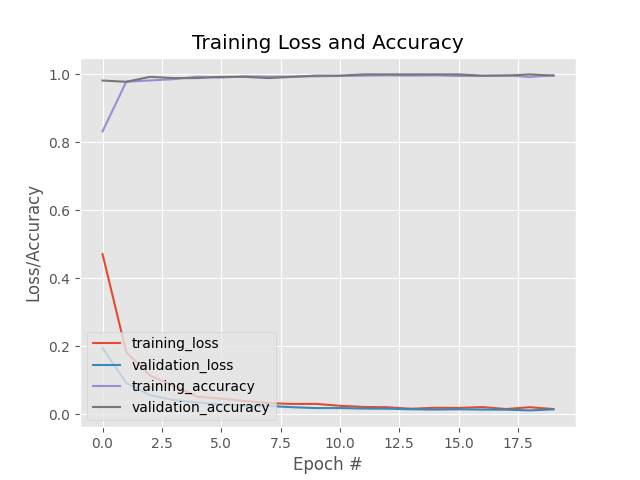 Training Loss and Accuracy
1.0
0.8
0.6
0.4
0.2
0.0
Loss/Accuracy
training_loss
validation_loss
training_accuracy
validation_accuracy
0.0 2.5 5.0 7.5 10.0 12.5 15.0 17.5
Epoch #